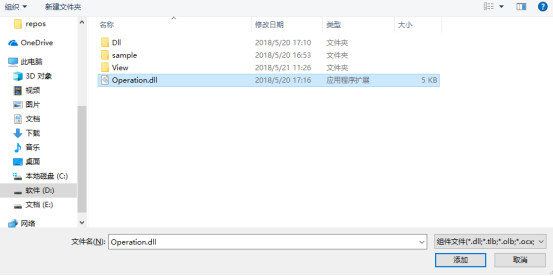 组织 新建文件夹
repos
OneDrive
此电脑
3D 对象
视频
图片
文档
下载
音乐
桌面
本地磁盘 (C:)
软件 (D:)
文档 (E:)
网络
名称 修改日期 类型 大小
Dll 2018/5/20 17:10 文件夹
sample 2018/5/20 16:53 文件夹
View 2018/5/21 11:26 文件夹
Operation.dll 2018/5/20 17:16 应用程序扩展 5 KB
文件名(N): Operation.dll 组件文件(*.dll;*.tlb;*.olb;*.ocx;
添加 取消